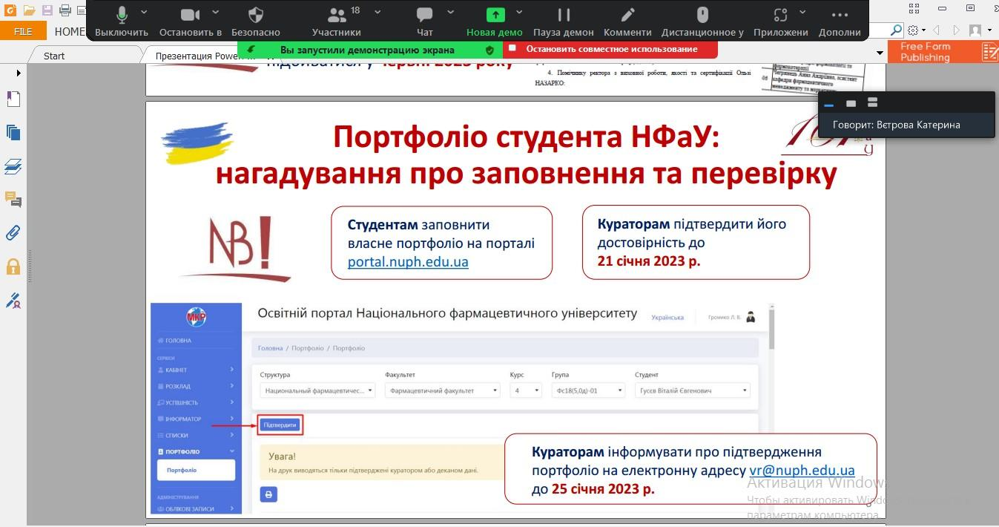 18
Выключить
Остановить в
Безопасно
Участники
Чат
Новая демо
Пауза демон
Комменти
Дистанционное у
Приложени
Дополни
FILE
HOME
Вы запустили демонстрацию экрана
Остановить совместное использование
Free Form
Publishing
Start
Презентация PowerP
червні 2023 року
4. Помічнику ректора з виховної роботи, якості та сертифікації Ользі
НАЗАРКО:
Говорит: Вєтрова Катерина
Портфоліо студента НФаУ:
нагадування про заповнення та перевірку
NB!
Студентам заповнити
власне портфоліо на порталі
portal.nuph.edu.ua
Кураторам підтвердити його
достовірність до
21 січня 2023 р.
МКР
Освітній портал Національного фармацевтичного університету
Українська
Громико Л. В.
ГОЛОВНА
СЕРВІСИ
КАБІНЕТ
РОЗКЛАД
УСПІШНІСТЬ
ІНФОРМАТОР
СПИСКИ
ПОРТФОЛІО
Портфоліо
АДМІНІСТРУВАННЯ
ОБЛІКОВІ ЗАПИСИ
Головна / Портфоліо / Портфоліо
Структура
Факультет
Курс
Група
Студент
Национальный фармацевтичес...
Фармацевтичний факультет
4
Фс18(5,0д)-01
Гусєв Віталій Євгенович
Підтвердити
Увага!
На друк виводяться тільки підтверджені куратором або деканом дані.
Кураторам інформувати про підтвердження
портфоліо на електронну адресу vr@nuph.edu.ua
до 25 січня 2023 р.
Активация Windows
Чтобы активировать Windows
параметрам компьютера.